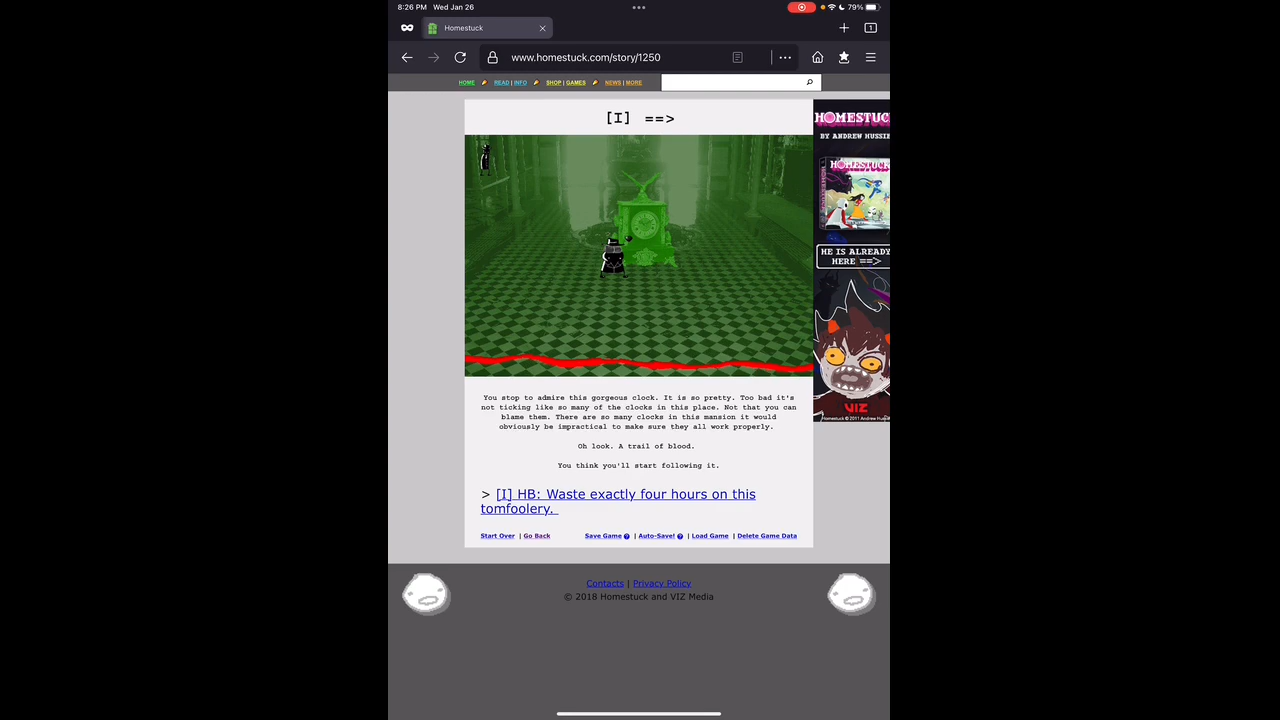 8:26 PM Wed Jan 26
79%
Homestuck
1
www.homestuck.com/story/1250
HOME READ | INFO SHOP | GAMES NEWS | MORE
[I] ==>
HOMESTUCK
BY ANDREW HUSSIE
HOMESTUCK
HE IS ALREADY
HERE ==>
VIZ
Homestuck © 2011 Andrew Hussie
You stop to admire this gorgeous clock. It is so pretty. Too bad it's
not ticking like so many of the clocks in this place. Not that you can
blame them. There are so many clocks in this mansion it would
obviously be impractical to make sure they all work properly.
Oh look. A trail of blood.
You think you'll start following it.
> [I] HB: Waste exactly four hours on this
tomfoolery.
Start Over | Go Back Save Game ? | Auto-Save! ? | Load Game | Delete Game Data
Contacts | Privacy Policy
© 2018 Homestuck and VIZ Media